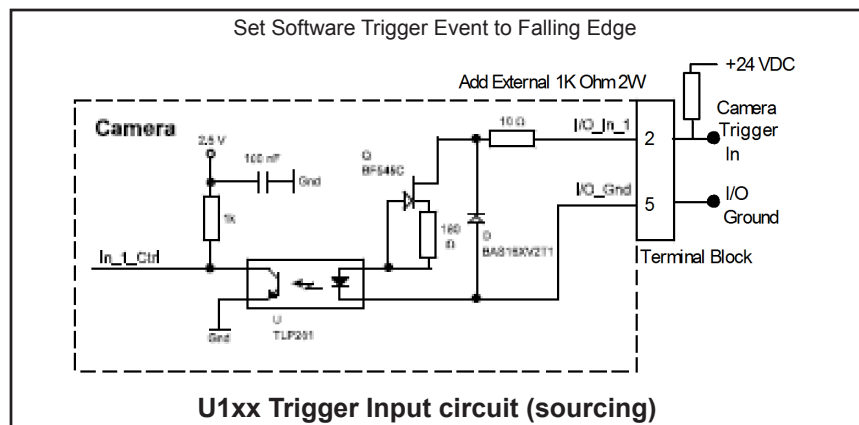 Set Software Trigger Event to Falling Edge
+24 VDC
Add External 1K Ohm 2W
Camera
Camera
Trigger
In
2.5 V
100 nF
Gnd
Q
BF545C
10 Ω
I/O_In_1
2
I/O_Gnd
I/O
Ground
5
1k
180
Ω
D
BAS16XV2T1
In_1_Ctrl
Terminal Block
Gnd
U
TLP281
U1xx Trigger Input circuit (sourcing)